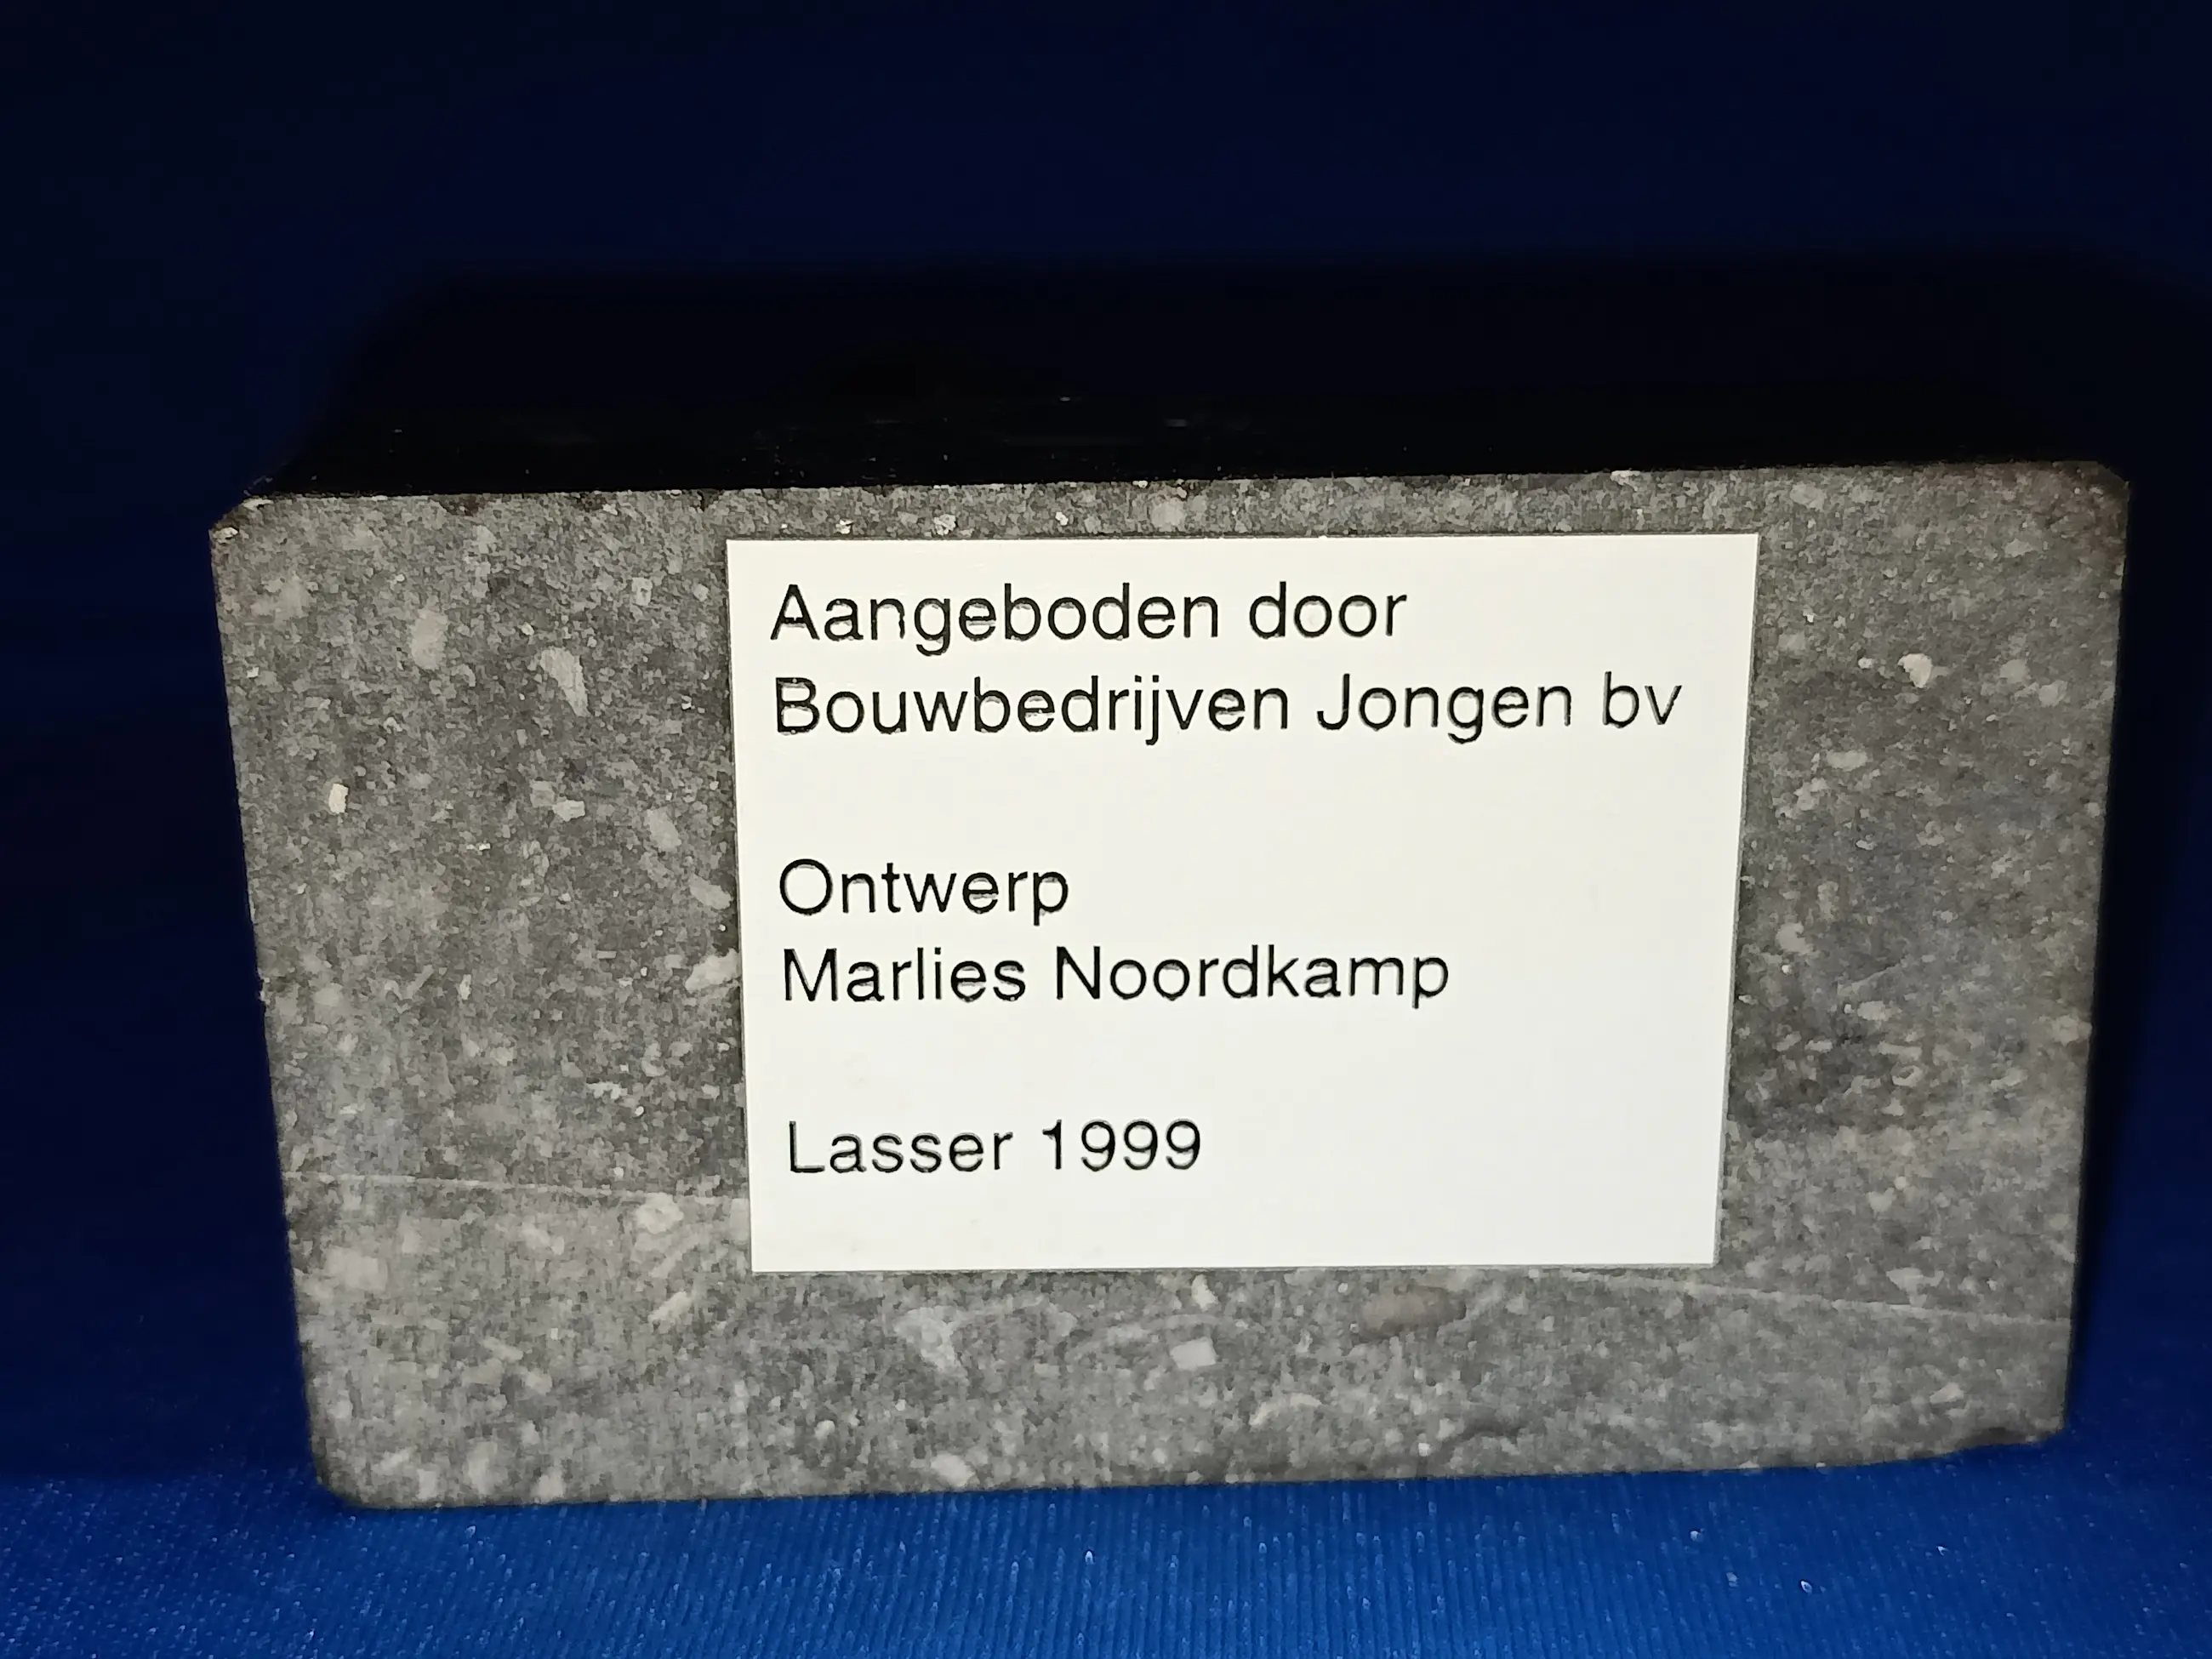 Aangeboden door
Bouwbedrijven Jongen bv
Ontwerp
Marlies Noordkamp
Lasser 1999